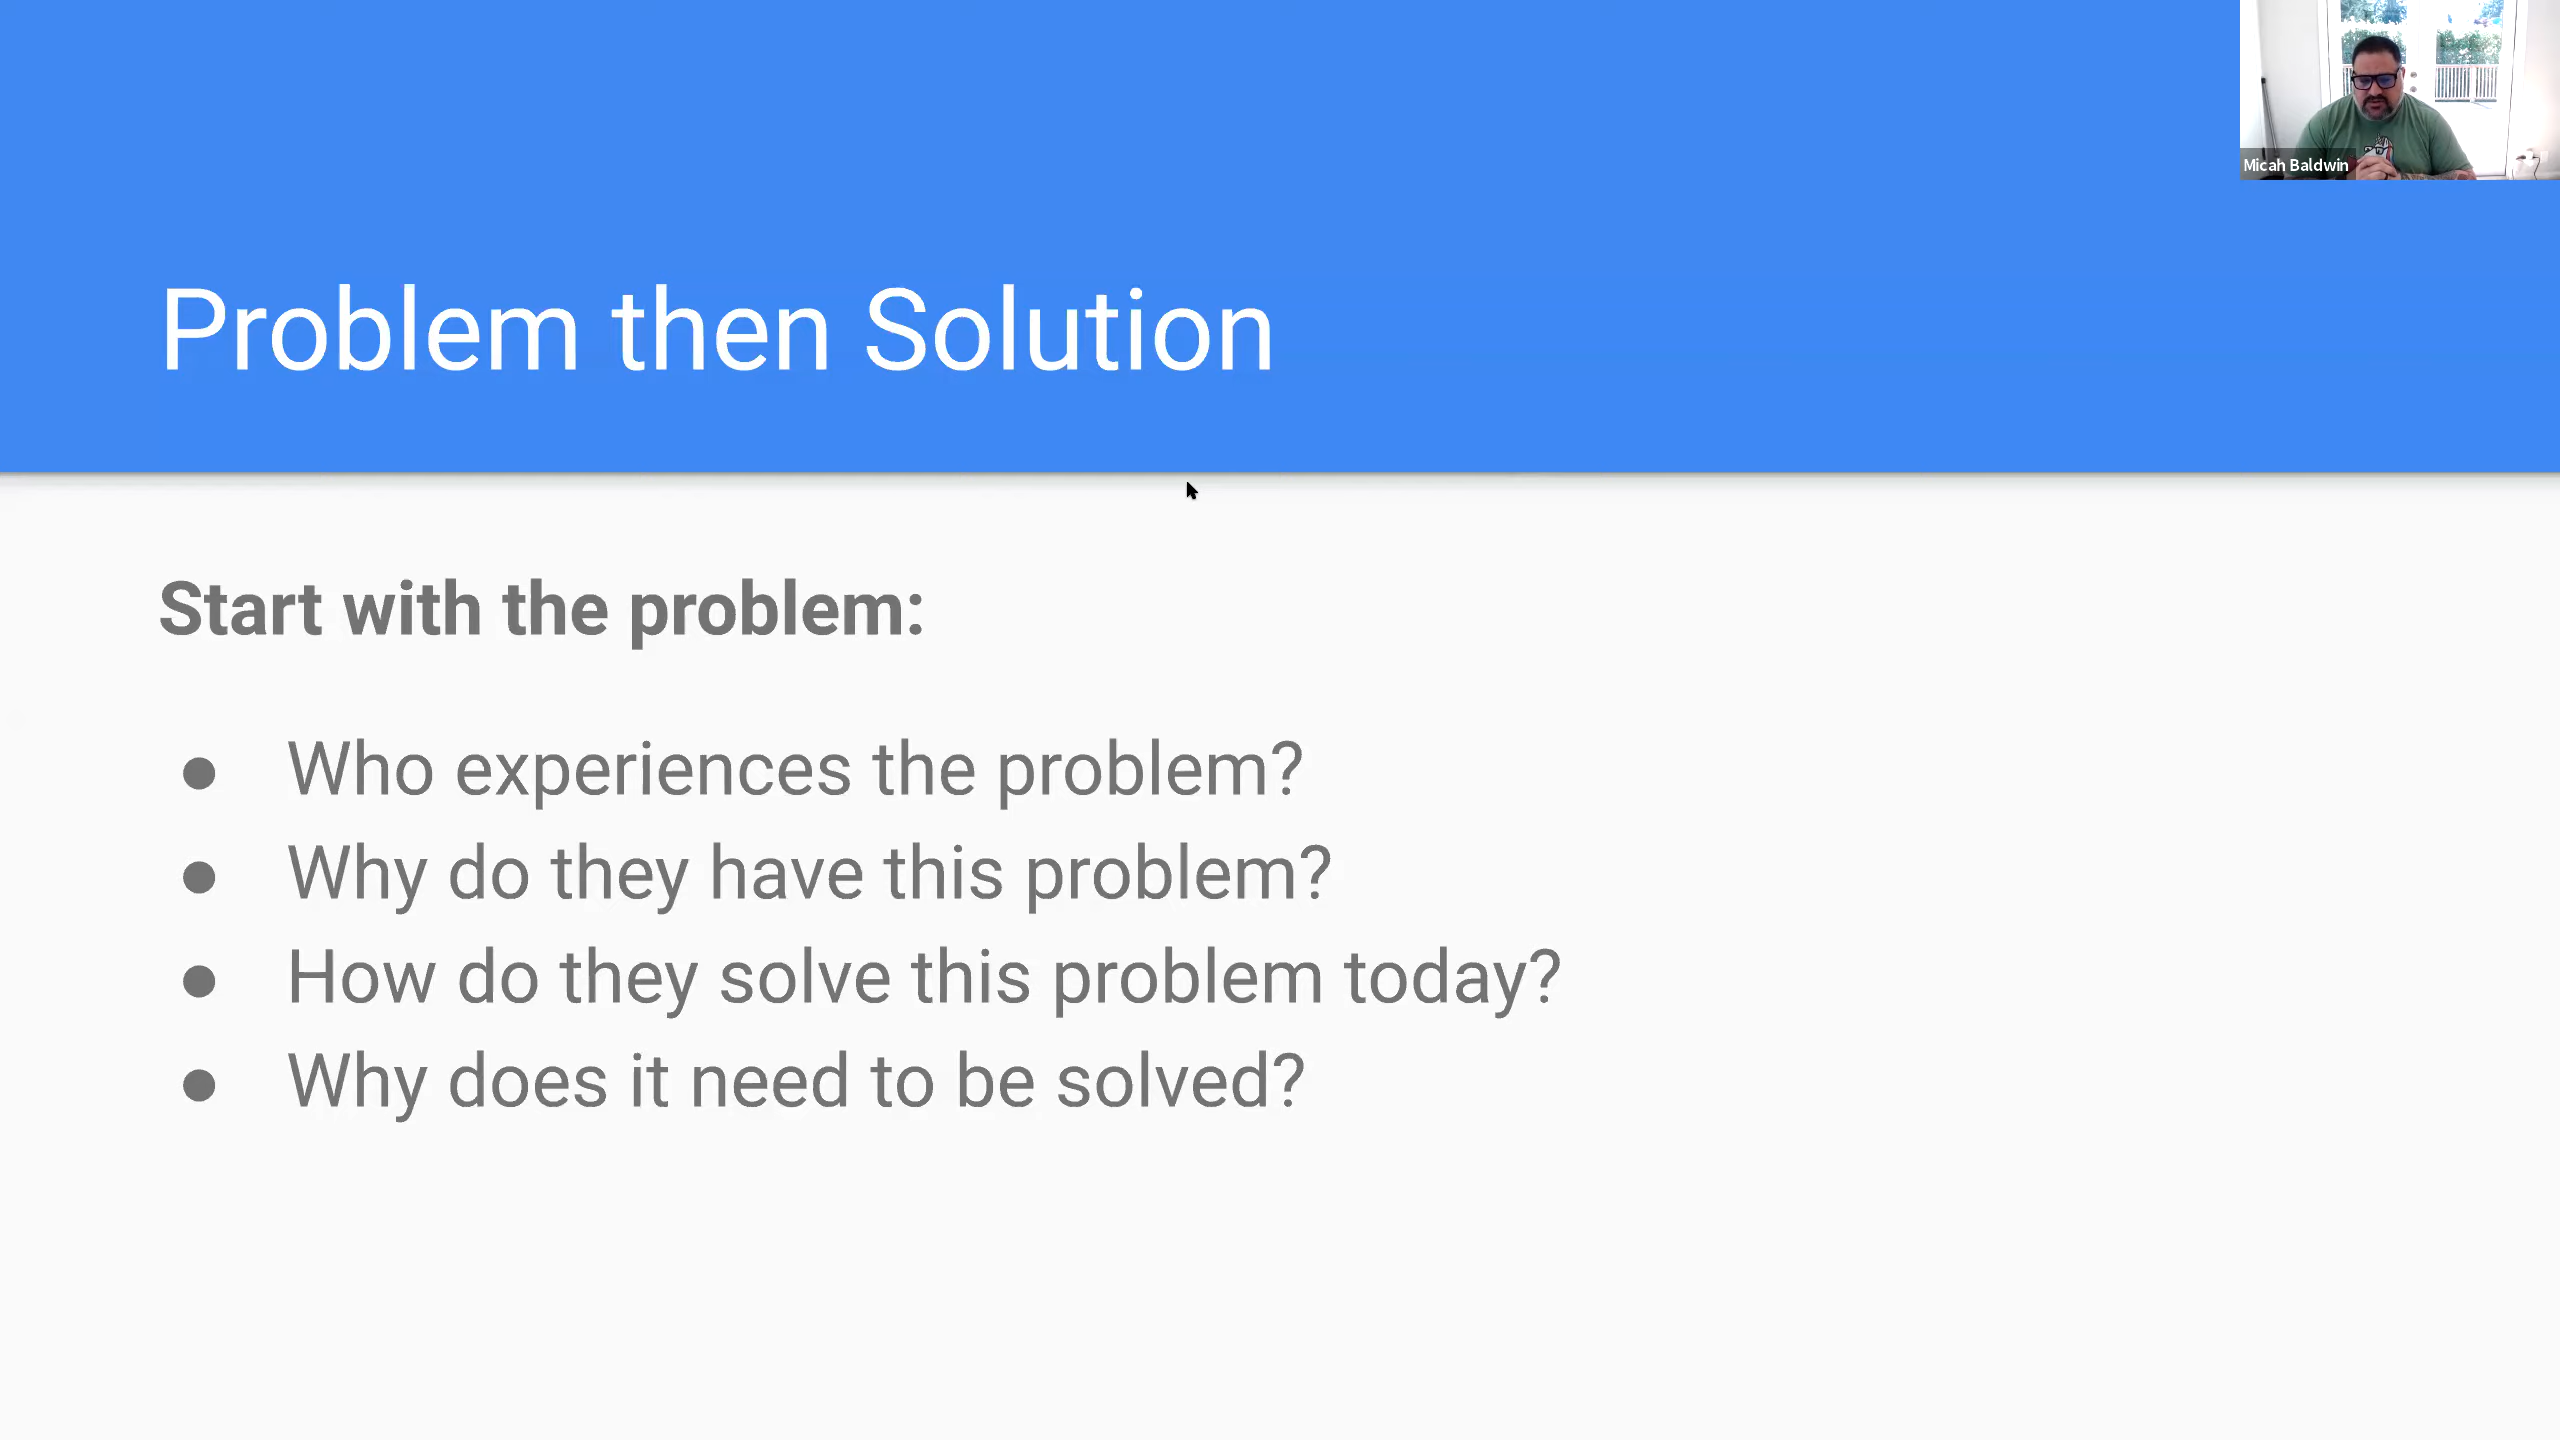 Micah Baldwin
Problem then Solution
Start with the problem:
● Who experiences the problem?
● Why do they have this problem?
● How do they solve this problem today?
● Why does it need to be solved?